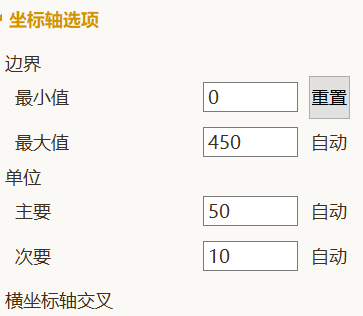 坐标轴选项
边界
最小值 0 重置
最大值 450 自动
单位
主要 50 自动
次要 10 自动
横坐标轴交叉